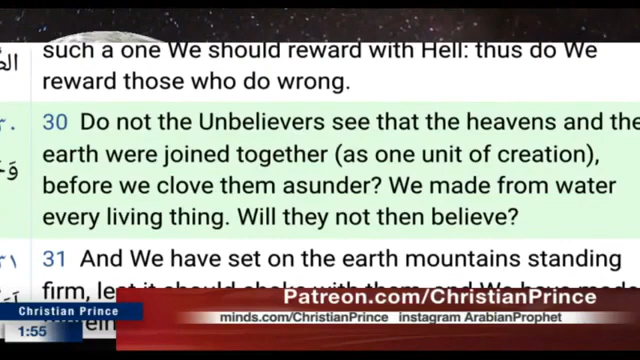 such a one We should reward with Hell: thus do We
reward those who do wrong.
٣٠
30 Do not the Unbelievers see that the heavens and the
earth were joined together (as one unit of creation),
before we clove them asunder? We made from water
every living thing. Will they not then believe?
٣١
31 And We have set on the earth mountains standing
firm,
Patreon.com/ChristianPrince
Christian Prince
minds.com/ChristianPrince instagram ArabianProphet
1:55